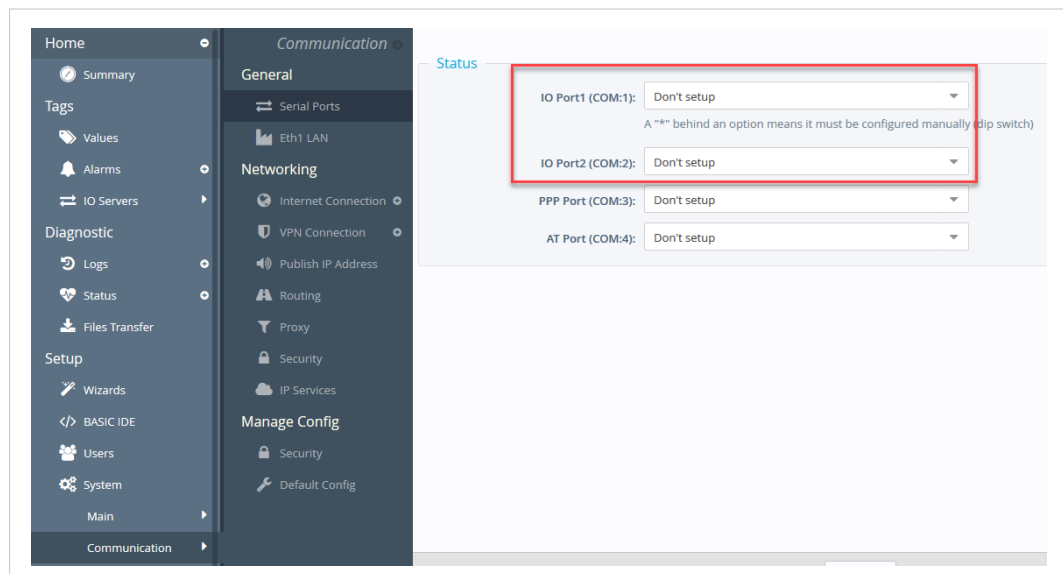 Home
Summary
Tags
Values
Alarms
IO Servers
Diagnostic
Logs
Status
Files Transfer
Setup
Wizards
</> BASIC IDE
Users
System
Main
Communication
Communication
General
Serial Ports
Eth1 LAN
Networking
Internet Connection
VPN Connection
Publish IP Address
Routing
Proxy
Security
IP Services
Manage Config
Security
Default Config
Status
IO Port1 (COM:1): Don't setup
A "*" behind an option means it must be configured manually (dip switch)
IO Port2 (COM:2): Don't setup
PPP Port (COM:3): Don't setup
AT Port (COM:4): Don't setup